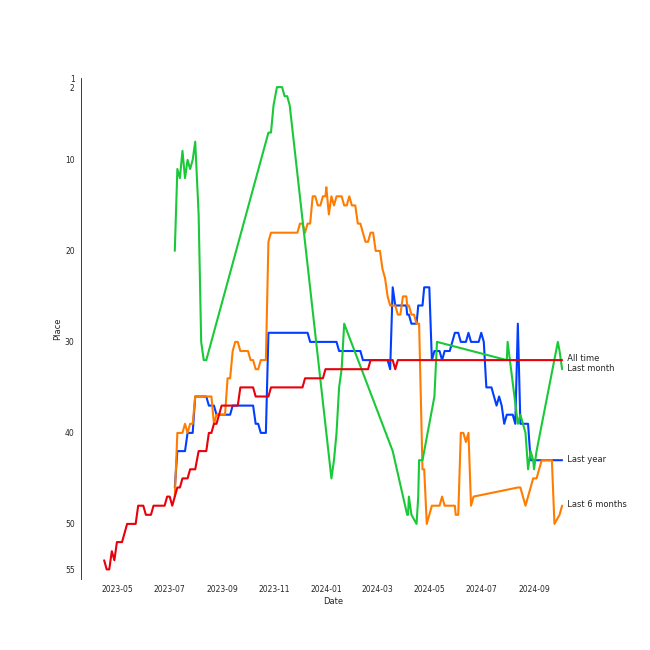 1
2
10
20
30
40
50
55
Place
2023-05
2023-07
2023-09
2023-11
2024-01
2024-03
2024-05
2024-07
2024-09
Date
All time
Last month
Last year
Last 6 months